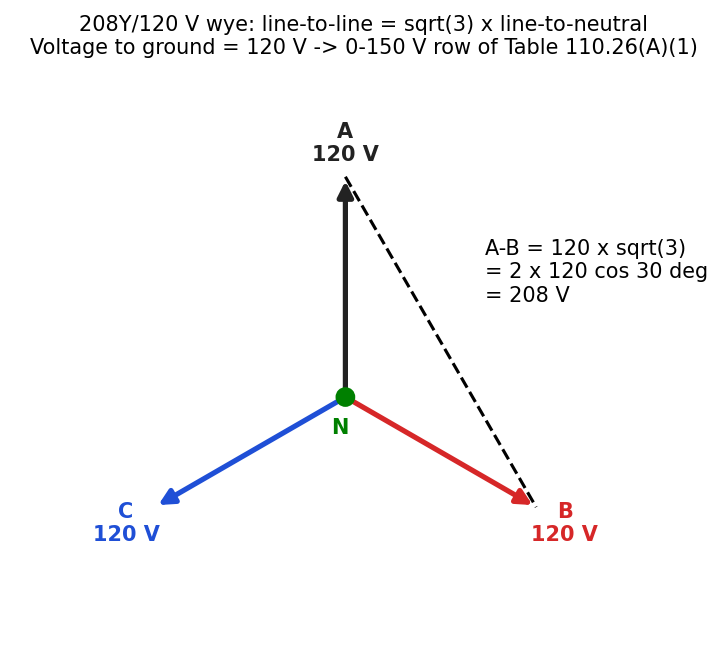 208Y/120 V wye: line-to-line = sqrt(3) x line-to-neutral
Voltage to ground = 120 V -> 0-150 V row of Table 110.26(A)(1)
A
120 V
A-B = 120 x sqrt(3)
= 2 x 120 cos 30 deg
= 208 V
N
C
120 V
B
120 V